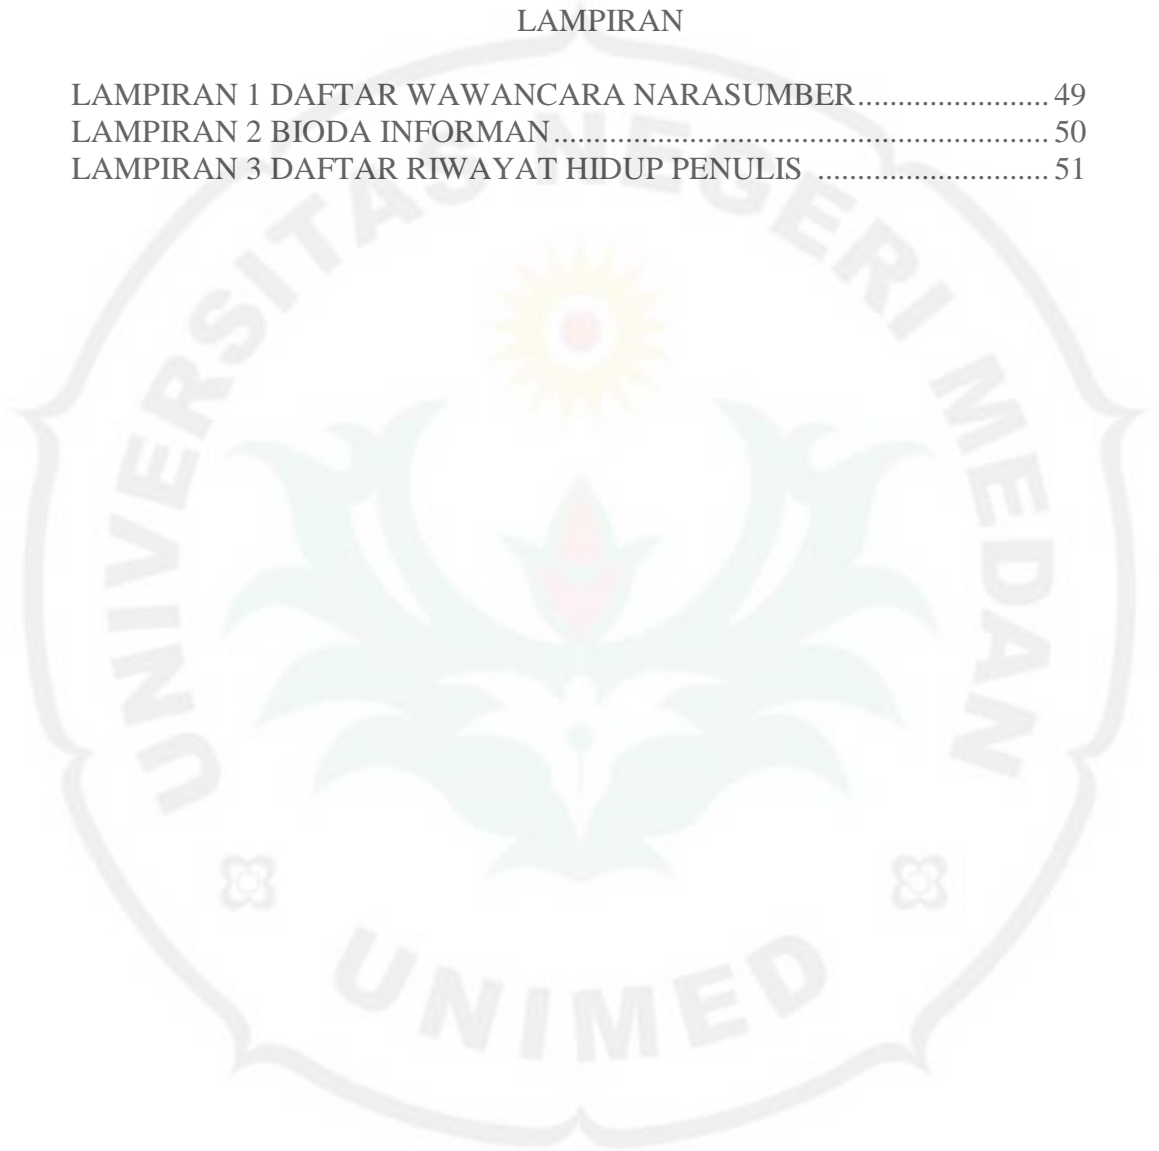 LAMPIRAN
LAMPIRAN 1 DAFTAR WAWANCARA NARASUMBER....................... 49
LAMPIRAN 2 BIODA INFORMAN............................................................. 50
LAMPIRAN 3 DAFTAR RIWAYAT HIDUP PENULIS ............................ 51
UNIVERSITAS NEGERI MEDAN
UNIMED